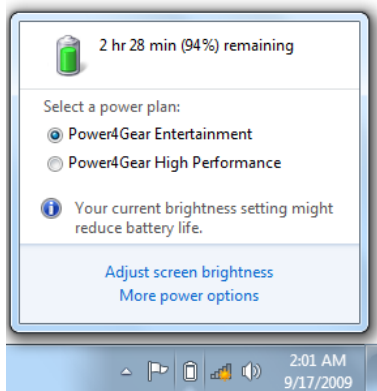 2 hr 28 min (94%) remaining
Select a power plan:
Power4Gear Entertainment
Power4Gear High Performance
Your current brightness setting might
reduce battery life.
Adjust screen brightness
More power options
2:01 AM
9/17/2009